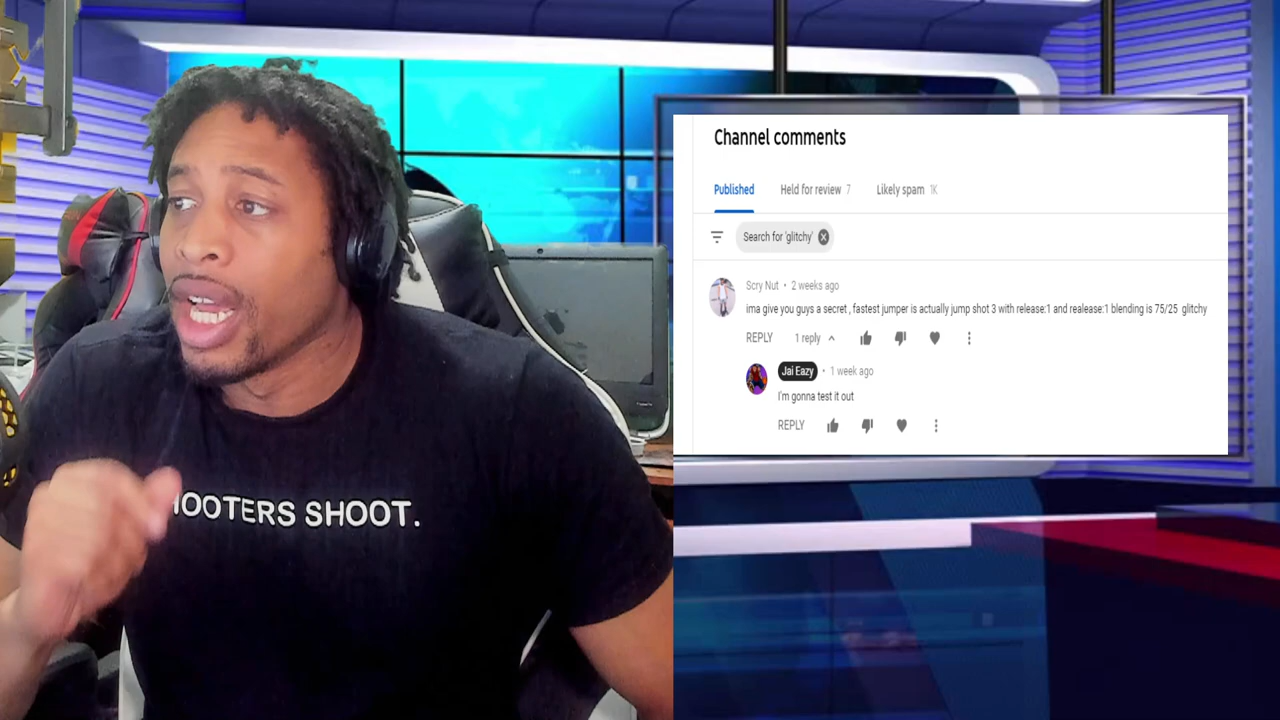 HOOTERS SHOOT.
Channel comments
Published Held for review 7 Likely spam 1K
Search for 'glitchy'
Scry Nut • 2 weeks ago
ima give you guys a secret , fastest jumper is actually jump shot 3 with release:1 and realease:1 blending is 75/25 glitchy
REPLY 1 reply
Jai Eazy • 1 week ago
I'm gonna test it out
REPLY